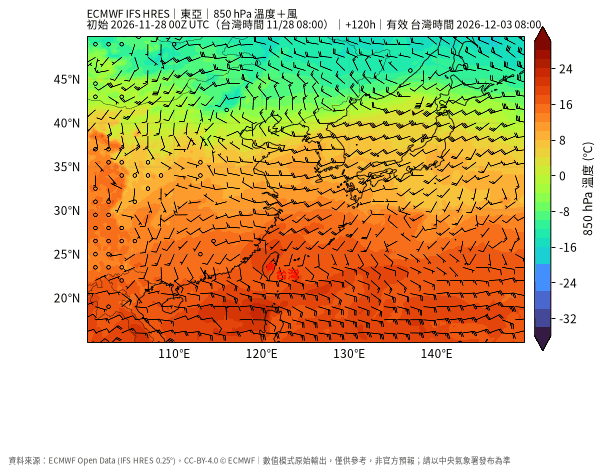 ECMWF IFS HRES｜東亞｜850 hPa 溫度＋風
初始 2026-11-28 00Z UTC（台灣時間 11/28 08:00）｜+120h｜有效 台灣時間 2026-12-03 08:00
45°N
40°N
35°N
30°N
25°N
20°N
110°E
120°E
130°E
140°E
台灣
24
16
8
0
-8
-16
-24
-32
850 hPa 溫度 (°C)
資料來源：ECMWF Open Data (IFS HRES 0.25°)，CC-BY-4.0 © ECMWF｜數值模式原始輸出，僅供參考，非官方預報；請以中央氣象署發布為準